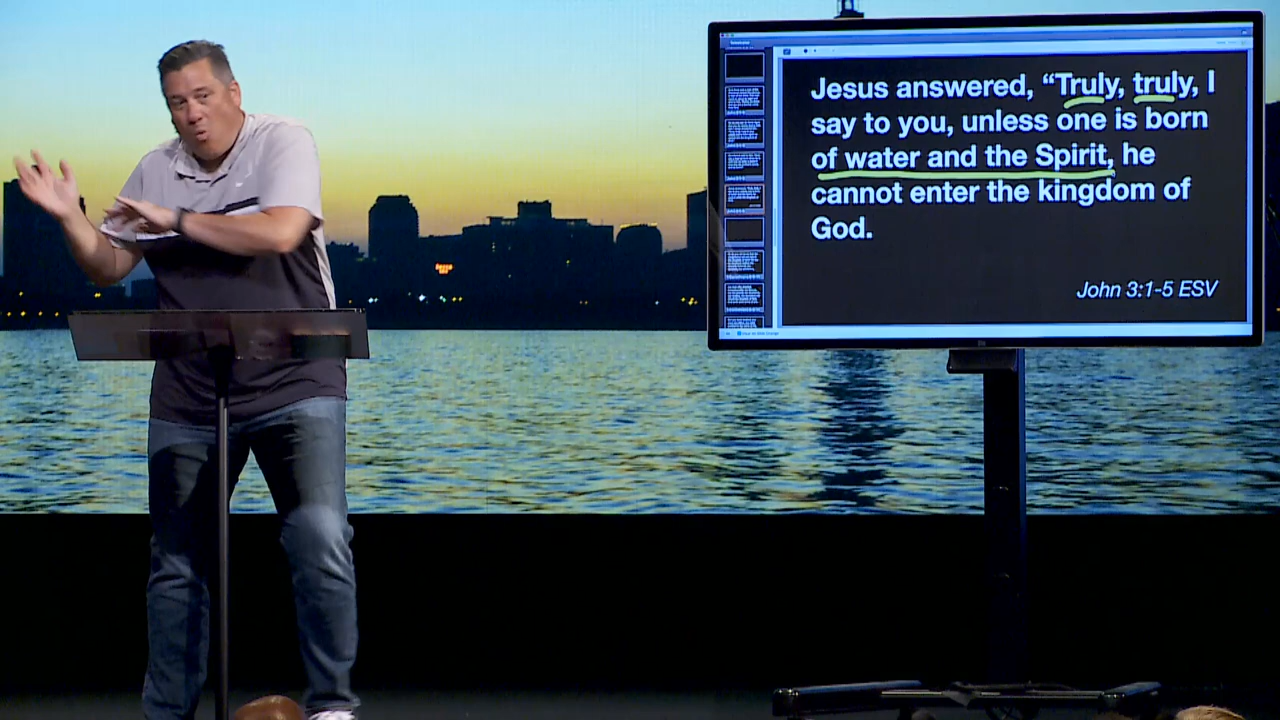 Jesus answered, “Truly, truly, I
say to you, unless one is born
of water and the Spirit, he
cannot enter the kingdom of
God.
John 3:1-5 ESV